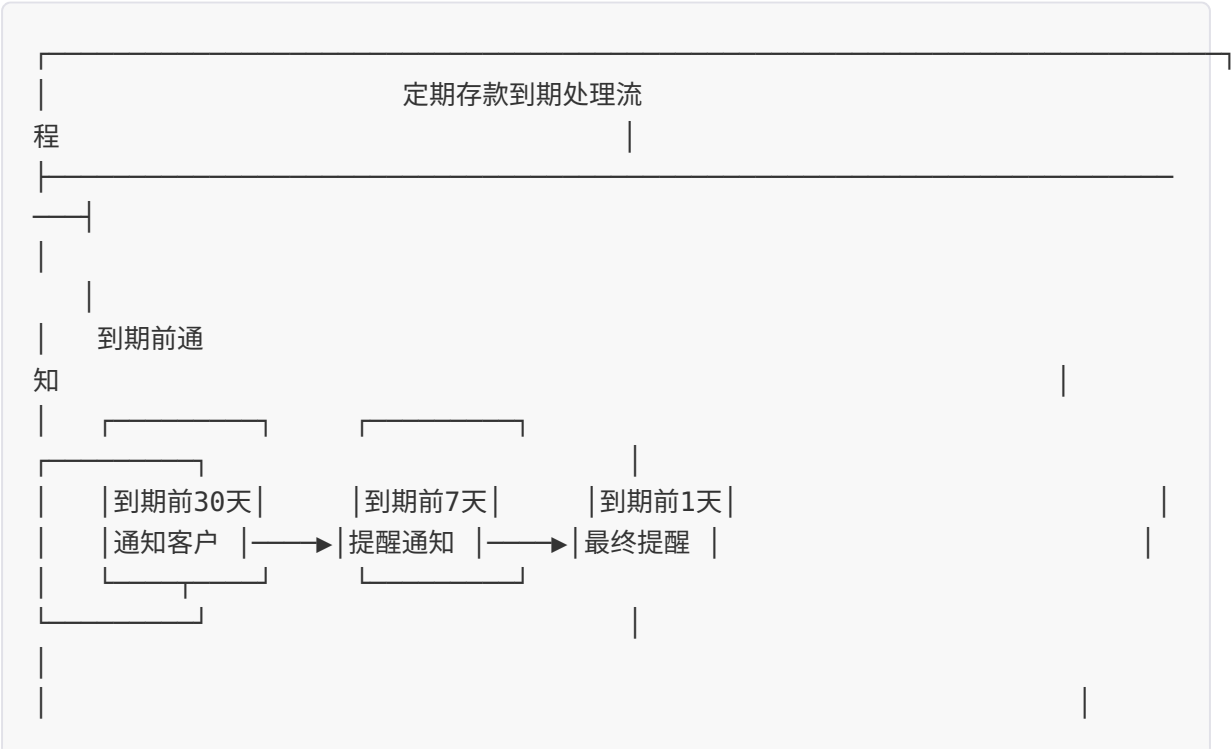 定期存款到期处理流
程
到期前通
知
到期前30天 到期前7天 到期前1天
通知客户 提醒通知 最终提醒